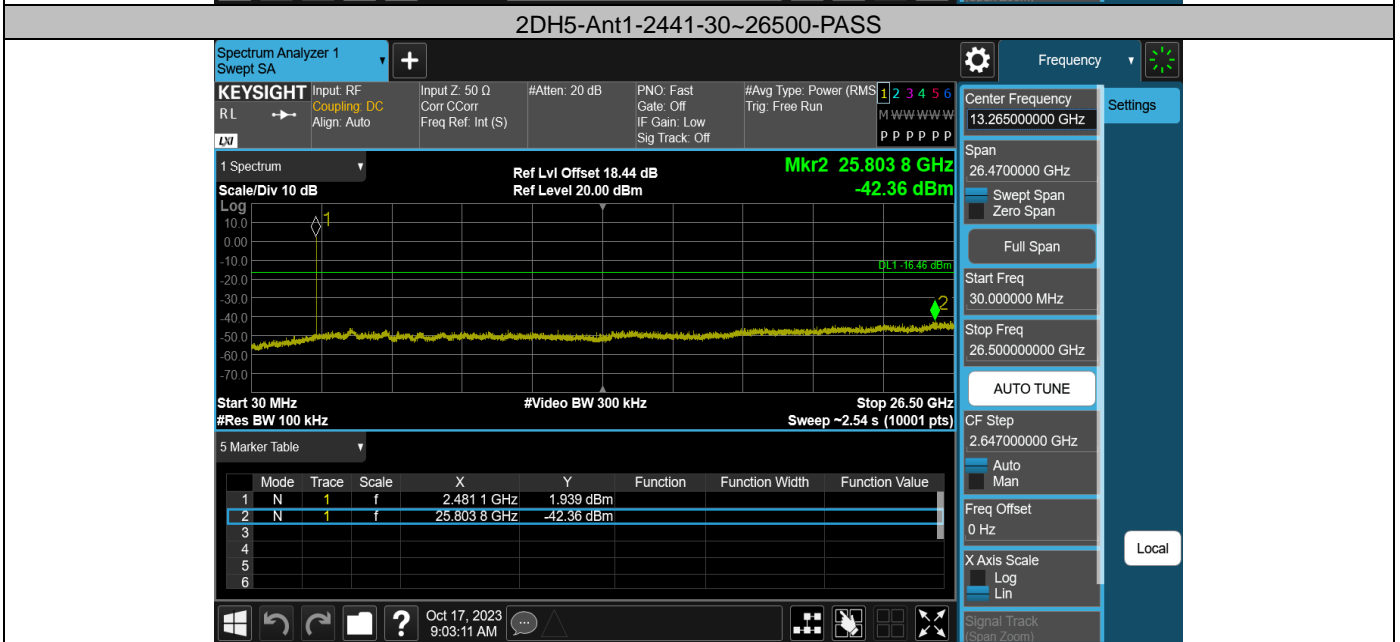 (Span Zoom)
2DH5-Ant1-2441-30~26500-PASS
Spectrum Analyzer 1
Swept SA
Frequency
KEYSIGHT
RL
LXI
Input: RF
Coupling: DC
Align: Auto
Input Z: 50 Ω
Corr CCorr
Freq Ref: Int (S)
#Atten: 20 dB
PNO: Fast
Gate: Off
IF Gain: Low
Sig Track: Off
#Avg Type: Power (RMS
Trig: Free Run
1 2 3 4 5 6
M W W W W W
P P P P P P
1 Spectrum
Scale/Div 10 dB
Ref Lvl Offset 18.44 dB
Ref Level 20.00 dBm
Mkr2 25.803 8 GHz
-42.36 dBm
Log
10.0
0.00
-10.0
-20.0
-30.0
-40.0
-50.0
-60.0
-70.0
1
DL1 -16.46 dBm
2
Start 30 MHz
#Video BW 300 kHz
Stop 26.50 GHz
#Res BW 100 kHz
Sweep ~2.54 s (10001 pts)
5 Marker Table
Mode Trace Scale X Y Function Function Width Function Value
1 N 1 f 2.481 1 GHz 1.939 dBm
2 N 1 f 25.803 8 GHz -42.36 dBm
3
4
5
6
Oct 17, 2023
9:03:11 AM
Center Frequency
13.265000000 GHz
Settings
Span
26.4700000 GHz
Swept Span
Zero Span
Full Span
Start Freq
30.000000 MHz
Stop Freq
26.500000000 GHz
AUTO TUNE
CF Step
2.647000000 GHz
Auto
Man
Freq Offset
0 Hz
Local
X Axis Scale
Log
Lin
Signal Track
(Span Zoom)